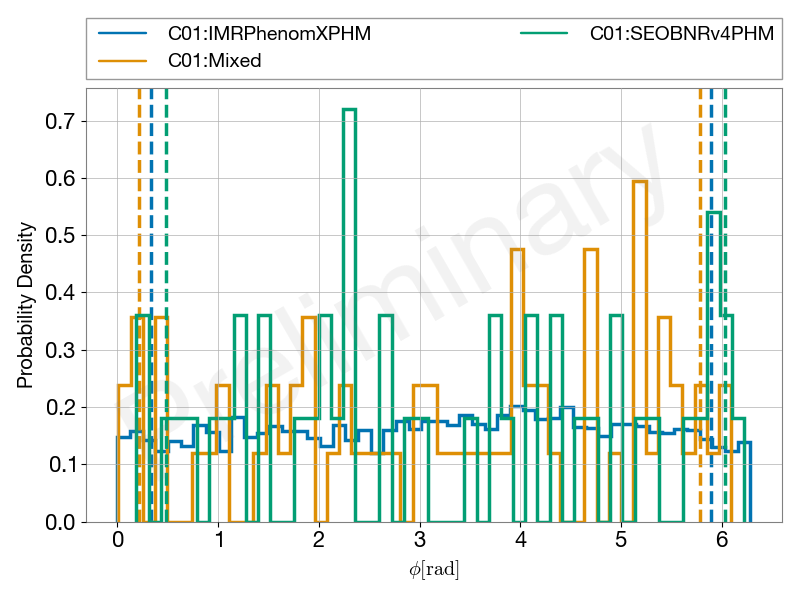 C01:IMRPhenomXPHM
C01:Mixed
C01:SEOBNRv4PHM
Preliminary
Probability Density
0.7
0.6
0.5
0.4
0.3
0.2
0.1
0.0
0 1 2 3 4 5 6
ϕ[rad]